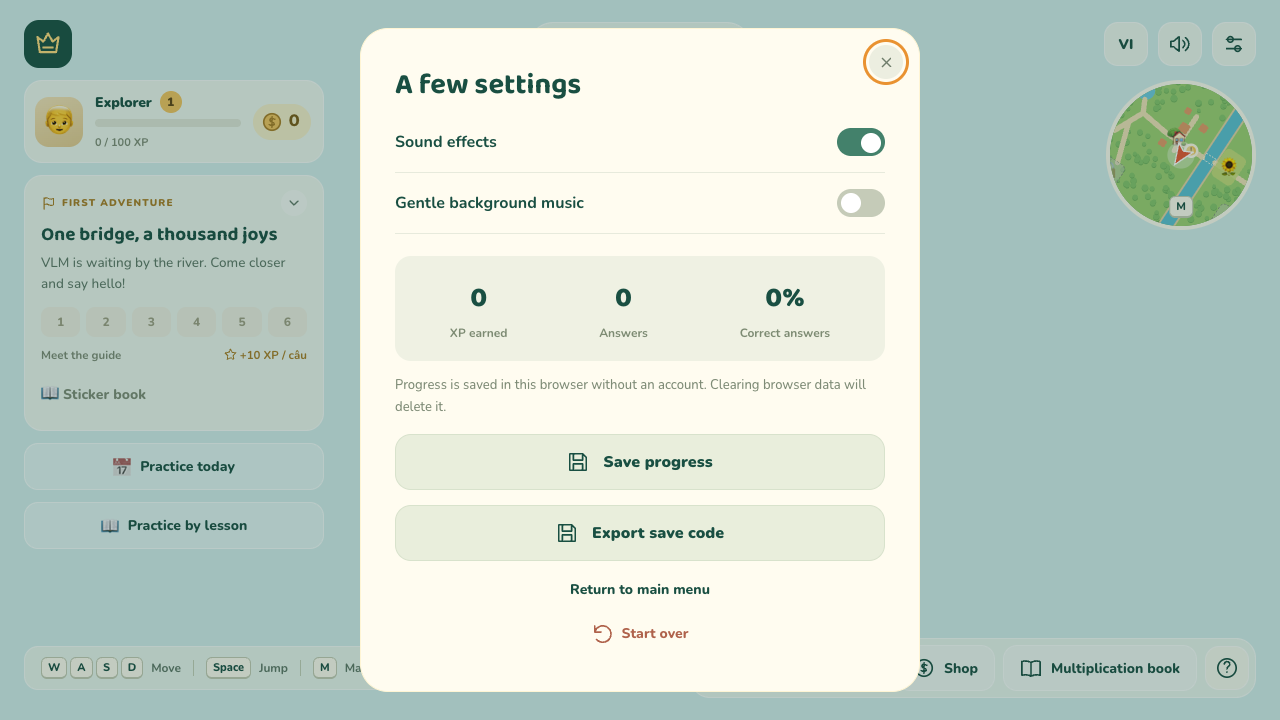 VI
Explorer 1
0 / 100 XP
0
FIRST ADVENTURE
One bridge, a thousand joys
VLM is waiting by the river. Come closer
and say hello!
1 2 3 4 5 6
Meet the guide
+10 XP / câu
Sticker book
Practice today
Practice by lesson
W A S D Move
Space Jump
M
A few settings
Sound effects
Gentle background music
0 0 0%
XP earned Answers Correct answers
Progress is saved in this browser without an account. Clearing browser data will
delete it.
Save progress
Export save code
Return to main menu
Start over
M
Shop
Multiplication book